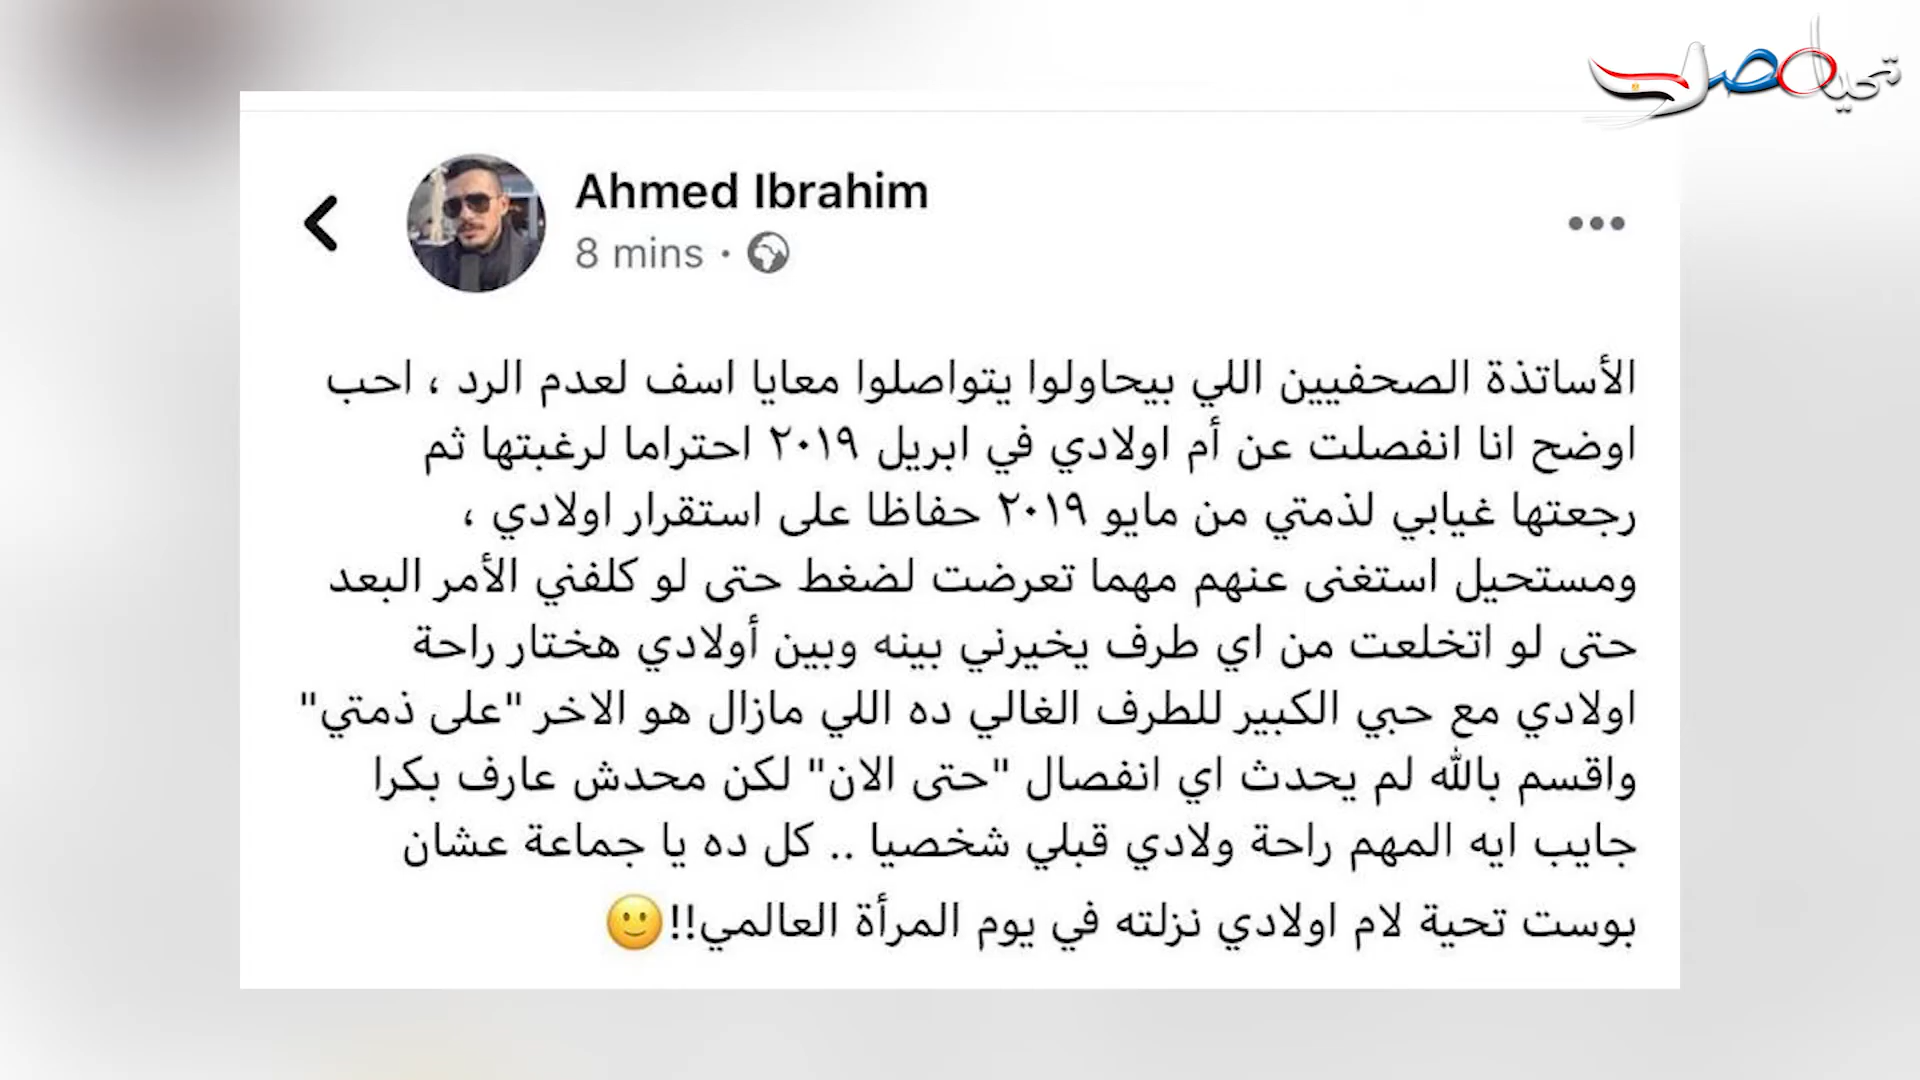 تحيا مصر
Ahmed Ibrahim
8 mins ·
الأساتذة الصحفيين اللي بيحاولوا يتواصلوا معايا اسف لعدم الرد ، احب
اوضح انا انفصلت عن أم اولادي في ابريل ٢٠١٩ احتراما لرغبتها ثم
رجعتها غيابي لذمتي من مايو ٢٠١٩ حفاظا على استقرار اولادي ،
ومستحيل استغنى عنهم مهما تعرضت لضغط حتى لو كلفني الأمر البعد
حتى لو اتخلعت من اي طرف يخيرني بينه وبين أولادي هختار راحة
اولادي مع حبي الكبير للطرف الغالي ده اللي مازال هو الاخر "على ذمتي"
واقسم بالله لم يحدث اي انفصال "حتى الان" لكن محدش عارف بكرا
جايب ايه المهم راحة ولادي قبلي شخصيا .. كل ده يا جماعة عشان
بوست تحية لام اولادي نزلته في يوم المرأة العالمي!!🙂